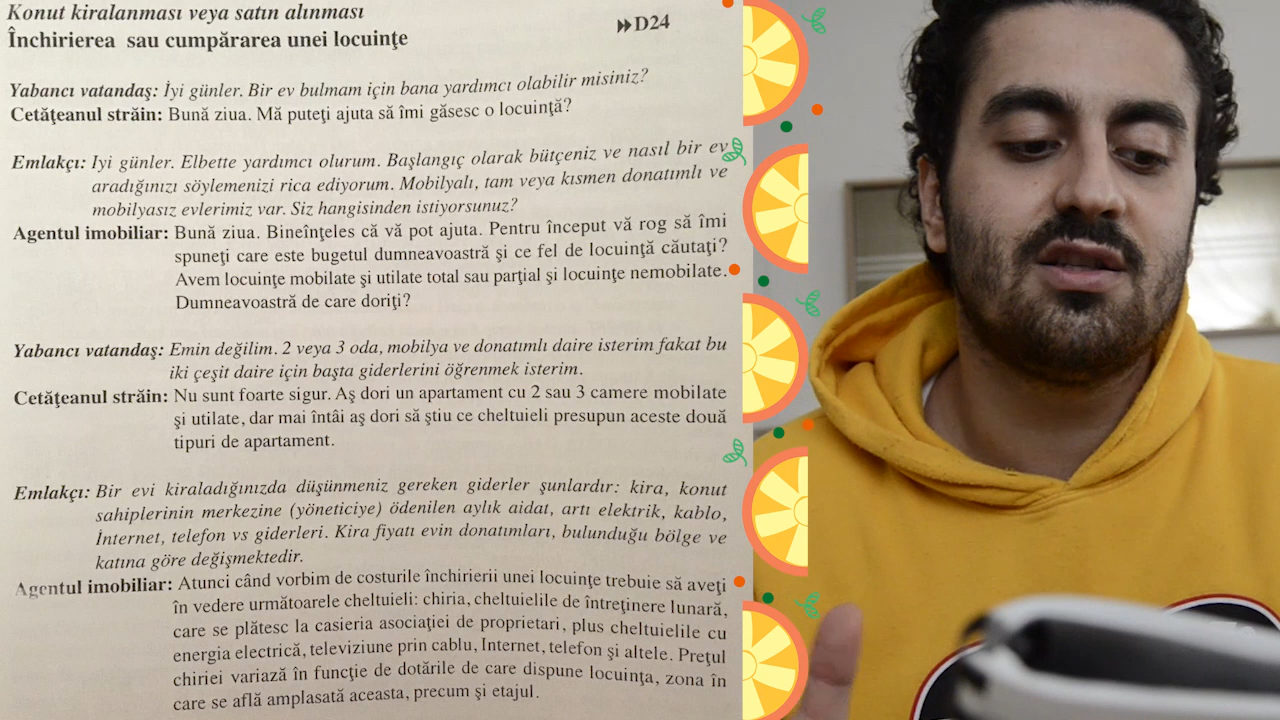 Konut kiralanması veya satın alınması
Închirierea sau cumpărarea unei locuinţe
D24
Yabancı vatandaş: İyi günler. Bir ev bulmam için bana yardımcı olabilir misiniz?
Cetăţeanul străin: Bună ziua. Mă puteţi ajuta să îmi găsesc o locuinţă?
Emlakçı: Iyi günler. Elbette yardımcı olurum. Başlangıç olarak bütçeniz ve nasıl bir ev
aradığınızı söylemenizi rica ediyorum. Mobilyalı, tam veya kısmen donatımlı ve
mobilyasız evlerimiz var. Siz hangisinden istiyorsunuz?
Agentul imobiliar: Bună ziua. Bineînţeles că vă pot ajuta. Pentru început vă rog să îmi
spuneţi care este bugetul dumneavoastră şi ce fel de locuinţă căutaţi?
Avem locuinţe mobilate şi utilate total sau parţial şi locuinţe nemobilate.
Dumneavoastră de care doriţi?
Yabancı vatandaş: Emin değilim. 2 veya 3 oda, mobilya ve donatımlı daire isterim fakat bu
iki çeşit daire için başta giderlerini öğrenmek isterim.
Cetăţeanul străin: Nu sunt foarte sigur. Aş dori un apartament cu 2 sau 3 camere mobilate
şi utilate, dar mai întâi aş dori să ştiu ce cheltuieli presupun aceste două
tipuri de apartament.
Emlakçı: Bir evi kiraladığınızda düşünmeniz gereken giderler şunlardır: kira, konut
sahiplerinin merkezine (yöneticiye) ödenilen aylık aidat, artı elektrik, kablo,
İnternet, telefon vs giderleri. Kira fiyatı evin donatımları, bulunduğu bölge ve
katına göre değişmektedir.
Agentul imobiliar: Atunci când vorbim de costurile închirierii unei locuinţe trebuie să aveţi
în vedere următoarele cheltuieli: chiria, cheltuielile de întreţinere lunară,
care se plătesc la casieria asociaţiei de proprietari, plus cheltuielile cu
energia electrică, televiziune prin cablu, Internet, telefon şi altele. Preţul
chiriei variază în funcţie de dotările de care dispune locuinţa, zona în
care se află amplasată aceasta, precum şi etajul.